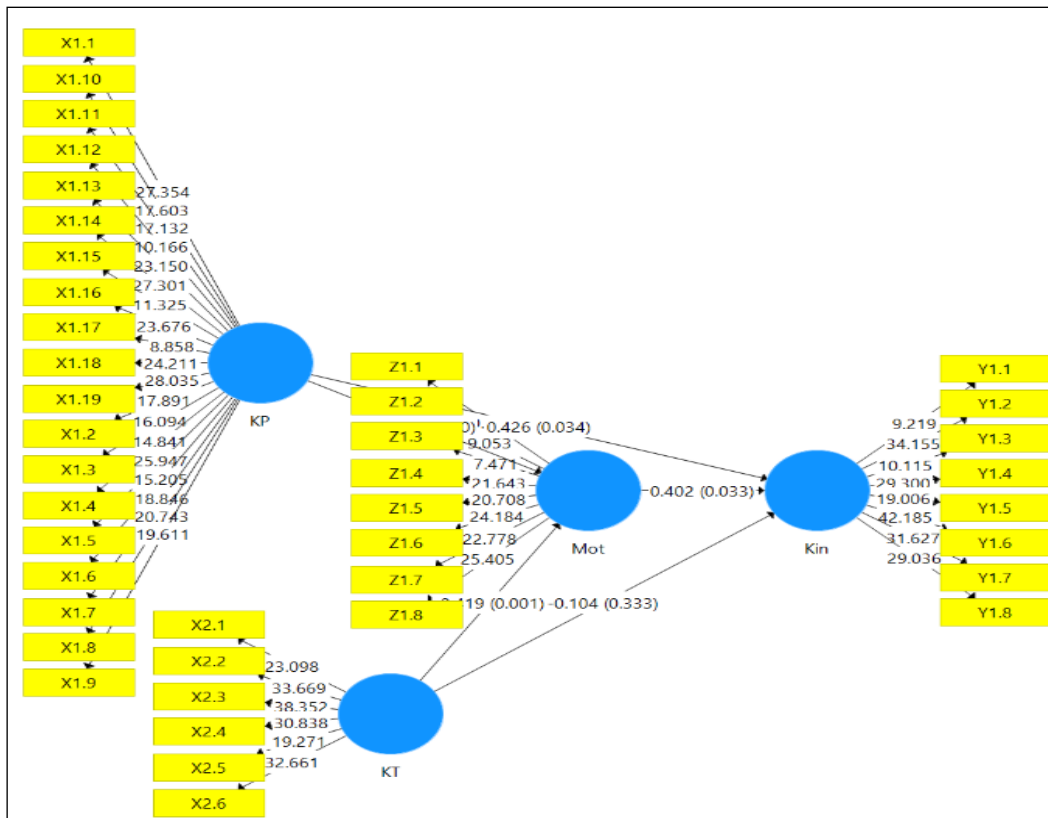 X1.1
X1.10
X1.11
X1.12
X1.13
X1.14
X1.15
X1.16
X1.17
X1.18
X1.19
X1.2
X1.3
X1.4
X1.5
X1.6
X1.7
X1.8
X1.9
27.354
17.603
17.132
10.166
23.150
27.301
11.325
23.676
8.858
24.211
28.035
17.891
16.094
14.841
25.947
15.205
18.846
20.743
19.611
KP
Z1.1
Z1.2
Z1.3
Z1.4
Z1.5
Z1.6
Z1.7
Z1.8
0.426 (0.034)
9.053
7.471
21.643
20.708
24.184
22.778
25.405
Mot
0.402 (0.033)
(0.001)
-0.104 (0.333)
Kin
9.219
34.155
10.115
29.300
19.006
42.185
31.627
29.036
Y1.1
Y1.2
Y1.3
Y1.4
Y1.5
Y1.6
Y1.7
Y1.8
X2.1
X2.2
X2.3
X2.4
X2.5
X2.6
23.098
33.669
38.352
30.838
19.271
32.661
KT